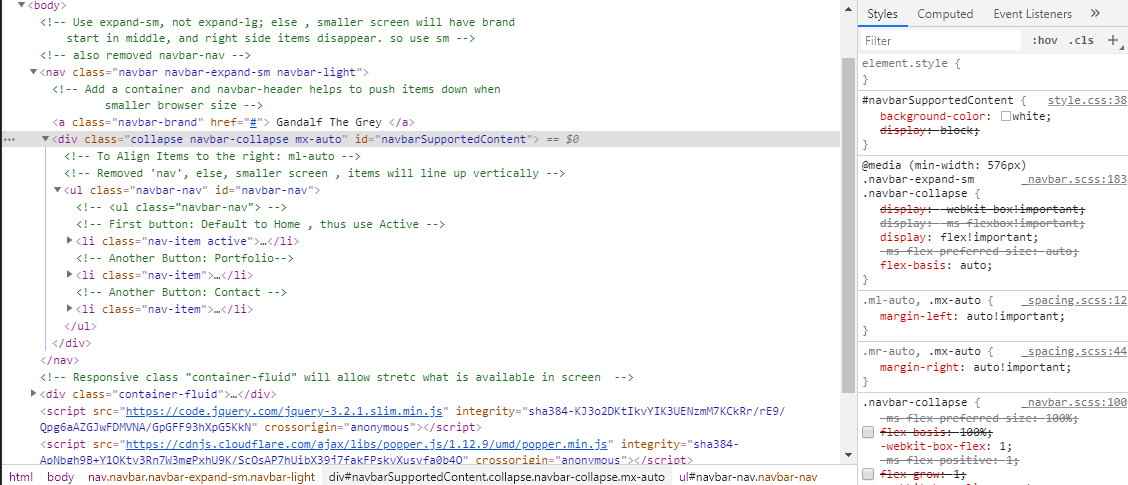 ▼<body>
<!-- Use expand-sm, not expand-lg; else , smaller screen will have brand
start in middle, and right side items disappear. so use sm -->
<!-- also removed navbar-nav -->
▼<nav class="navbar navbar-expand-sm navbar-light">
<!-- Add a container and navbar-header helps to push items down when
smaller browser size -->
<a class="navbar-brand" href="#"> Gandalf The Grey </a>
… ▼<div class="collapse navbar-collapse mx-auto" id="navbarSupportedContent"> == $0
<!-- To Align Items to the right: ml-auto -->
<!-- Removed 'nav', else, smaller screen , items will line up vertically -->
▼<ul class="navbar-nav" id="navbar-nav">
<!-- <ul class="navbar-nav"> -->
<!-- First button: Default to Home , thus use Active -->
▶<li class="nav-item active">…</li>
<!-- Another Button: Portfolio-->
▶<li class="nav-item">…</li>
<!-- Another Button: Contact -->
▶<li class="nav-item">…</li>
</ul>
</div>
</nav>
<!-- Responsive class "container-fluid" will allow stretc what is available in screen  -->
▶<div class="container-fluid">…</div>
<script src="https://code.jquery.com/jquery-3.2.1.slim.min.js" integrity="sha384-KJ3o2DKtIkvYIK3UENzmM7KCkRr/rE9/
Qpg6aAZGJwFDMVNA/GpGFF93hXpG5KkN" crossorigin="anonymous"></script>
<script src="https://cdnjs.cloudflare.com/ajax/libs/popper.js/1.12.9/umd/popper.min.js" integrity="sha384-
ApNbgh9B+Y1QKtv3Rn7W3mgPxhU9K/ScQsAP7hUibX39j7fakFPskvXusvfa0b4Q" crossorigin="anonymous"></script>
html body nav.navbar.navbar-expand-sm.navbar-light div#navbarSupportedContent.collapse.navbar-collapse.mx-auto ul#navbar-nav.navbar-nav
Styles Computed Event Listeners »
Filter :hov .cls +
element.style {
}
#navbarSupportedContent { style.css:38
background-color: white;
display: block;
}
@media (min-width: 576px)
.navbar-expand-sm _navbar.scss:183
.navbar-collapse {
display: -webkit-box!important;
display: -ms-flexbox!important;
display: flex!important;
-ms-flex-preferred-size: auto;
flex-basis: auto;
}
.ml-auto, .mx-auto { _spacing.scss:12
margin-left: auto!important;
}
.mr-auto, .mx-auto { _spacing.scss:44
margin-right: auto!important;
}
.navbar-collapse { _navbar.scss:100
-ms-flex-preferred-size: 100%;
flex-basis: 100%;
-webkit-box-flex: 1;
-ms-flex-positive: 1;
flex-grow: 1;